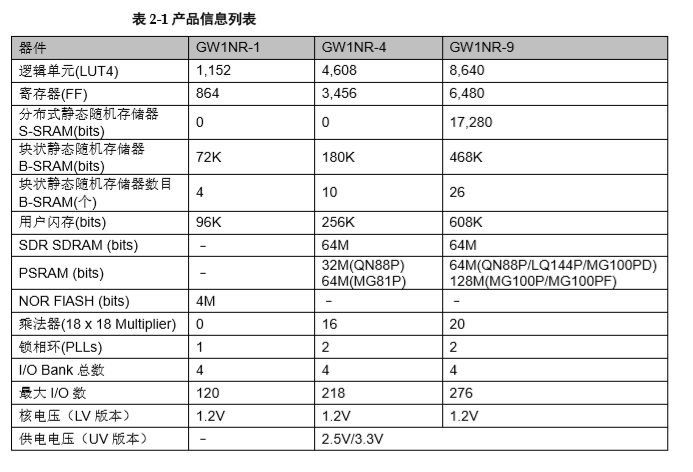 表 2-1 产品信息列表
器件 GW1NR-1 GW1NR-4 GW1NR-9
逻辑单元(LUT4) 1,152 4,608 8,640
寄存器(FF) 864 3,456 6,480
分布式静态随机存储器
S-SRAM(bits) 0 0 17,280
块状静态随机存储器
B-SRAM(bits) 72K 180K 468K
块状静态随机存储器数目
B-SRAM(个) 4 10 26
用户闪存(bits) 96K 256K 608K
SDR SDRAM (bits) – 64M 64M
PSRAM (bits) – 32M(QN88P) 64M(QN88P/LQ144P/MG100PD)
64M(MG81P) 128M(MG100P/MG100PF)
NOR FlASH (bits) 4M – –
乘法器(18 x 18 Multiplier) 0 16 20
锁相环(PLLs) 1 2 2
I/O Bank 总数 4 4 4
最大 I/O 数 120 218 276
核电压（LV 版本） 1.2V 1.2V 1.2V
供电电压（UV 版本） – 2.5V/3.3V